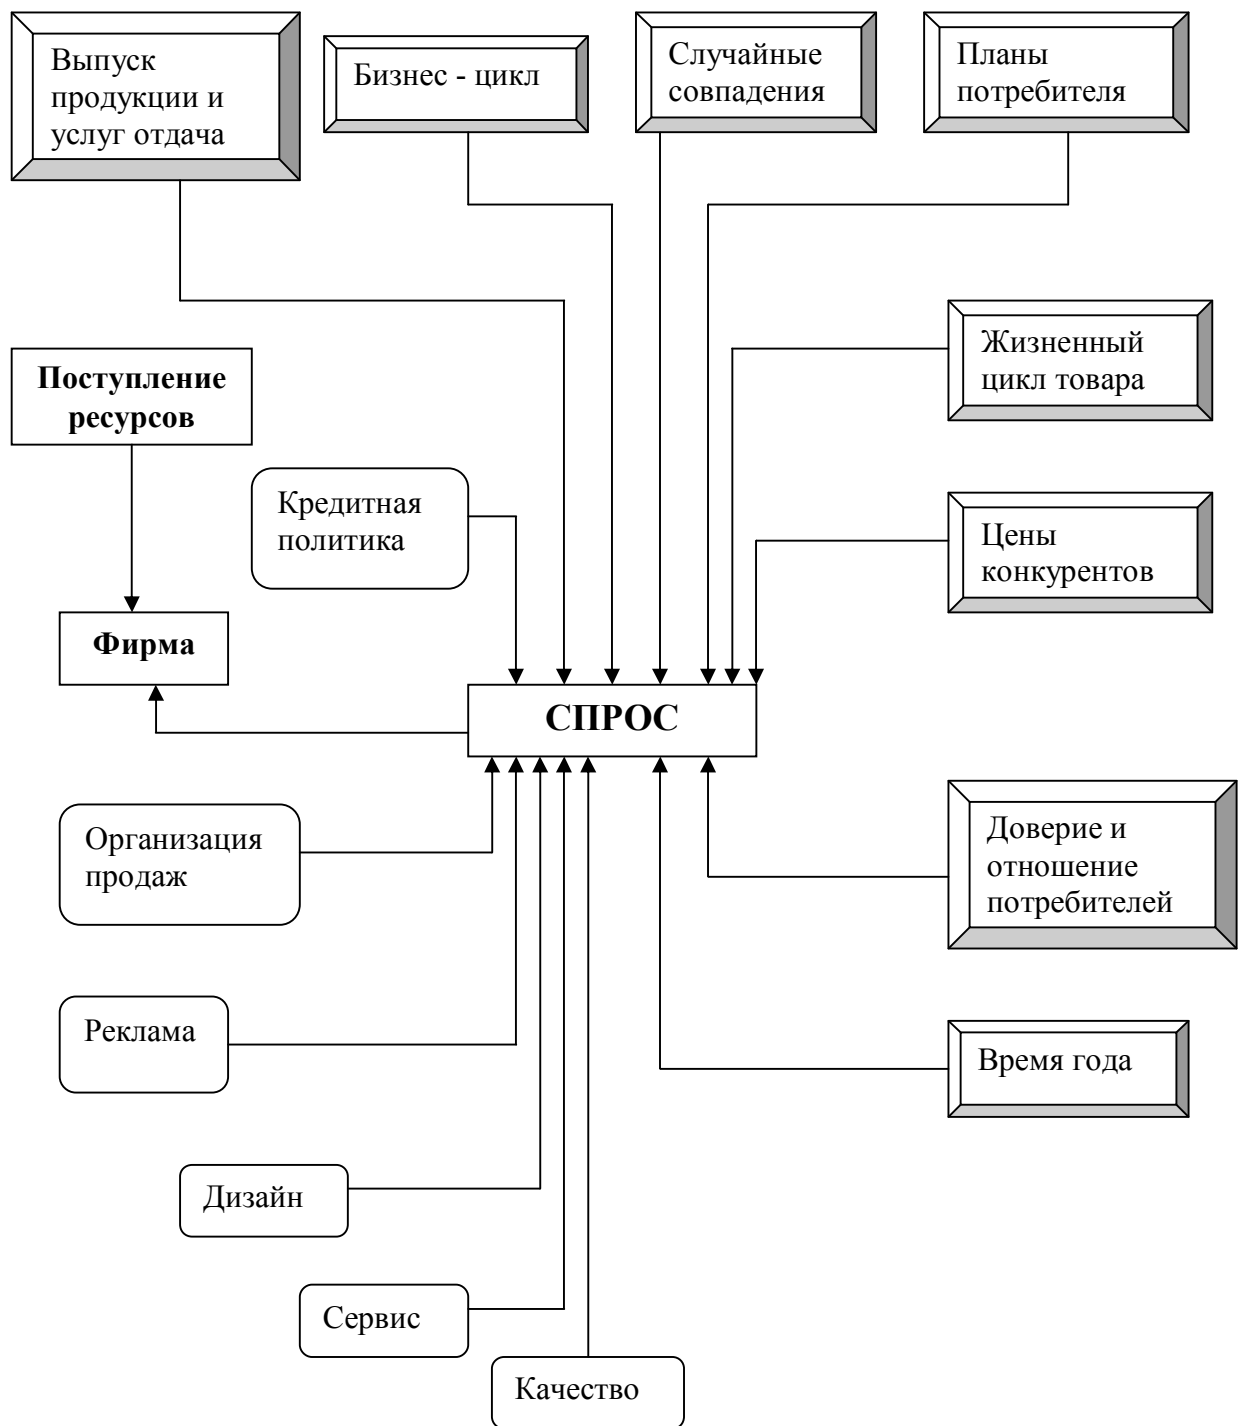 Выпуск
продукции и
услуг отдача
Бизнес - цикл
Случайные
совпадения
Планы
потребителя
Жизненный
цикл товара
Поступление
ресурсов
Кредитная
политика
Цены
конкурентов
Фирма
СПРОС
Организация
продаж
Доверие и
отношение
потребителей
Реклама
Время года
Дизайн
Сервис
Качество